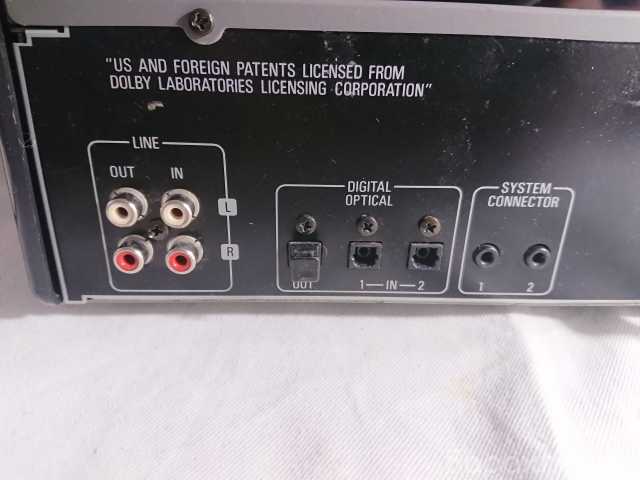 "US AND FOREIGN PATENTS LICENSED FROM
DOLBY LABORATORIES LICENSING CORPORATION"
LINE
OUT IN
L
R
DIGITAL
OPTICAL
OUT 1 IN 2
SYSTEM
CONNECTOR
1 2